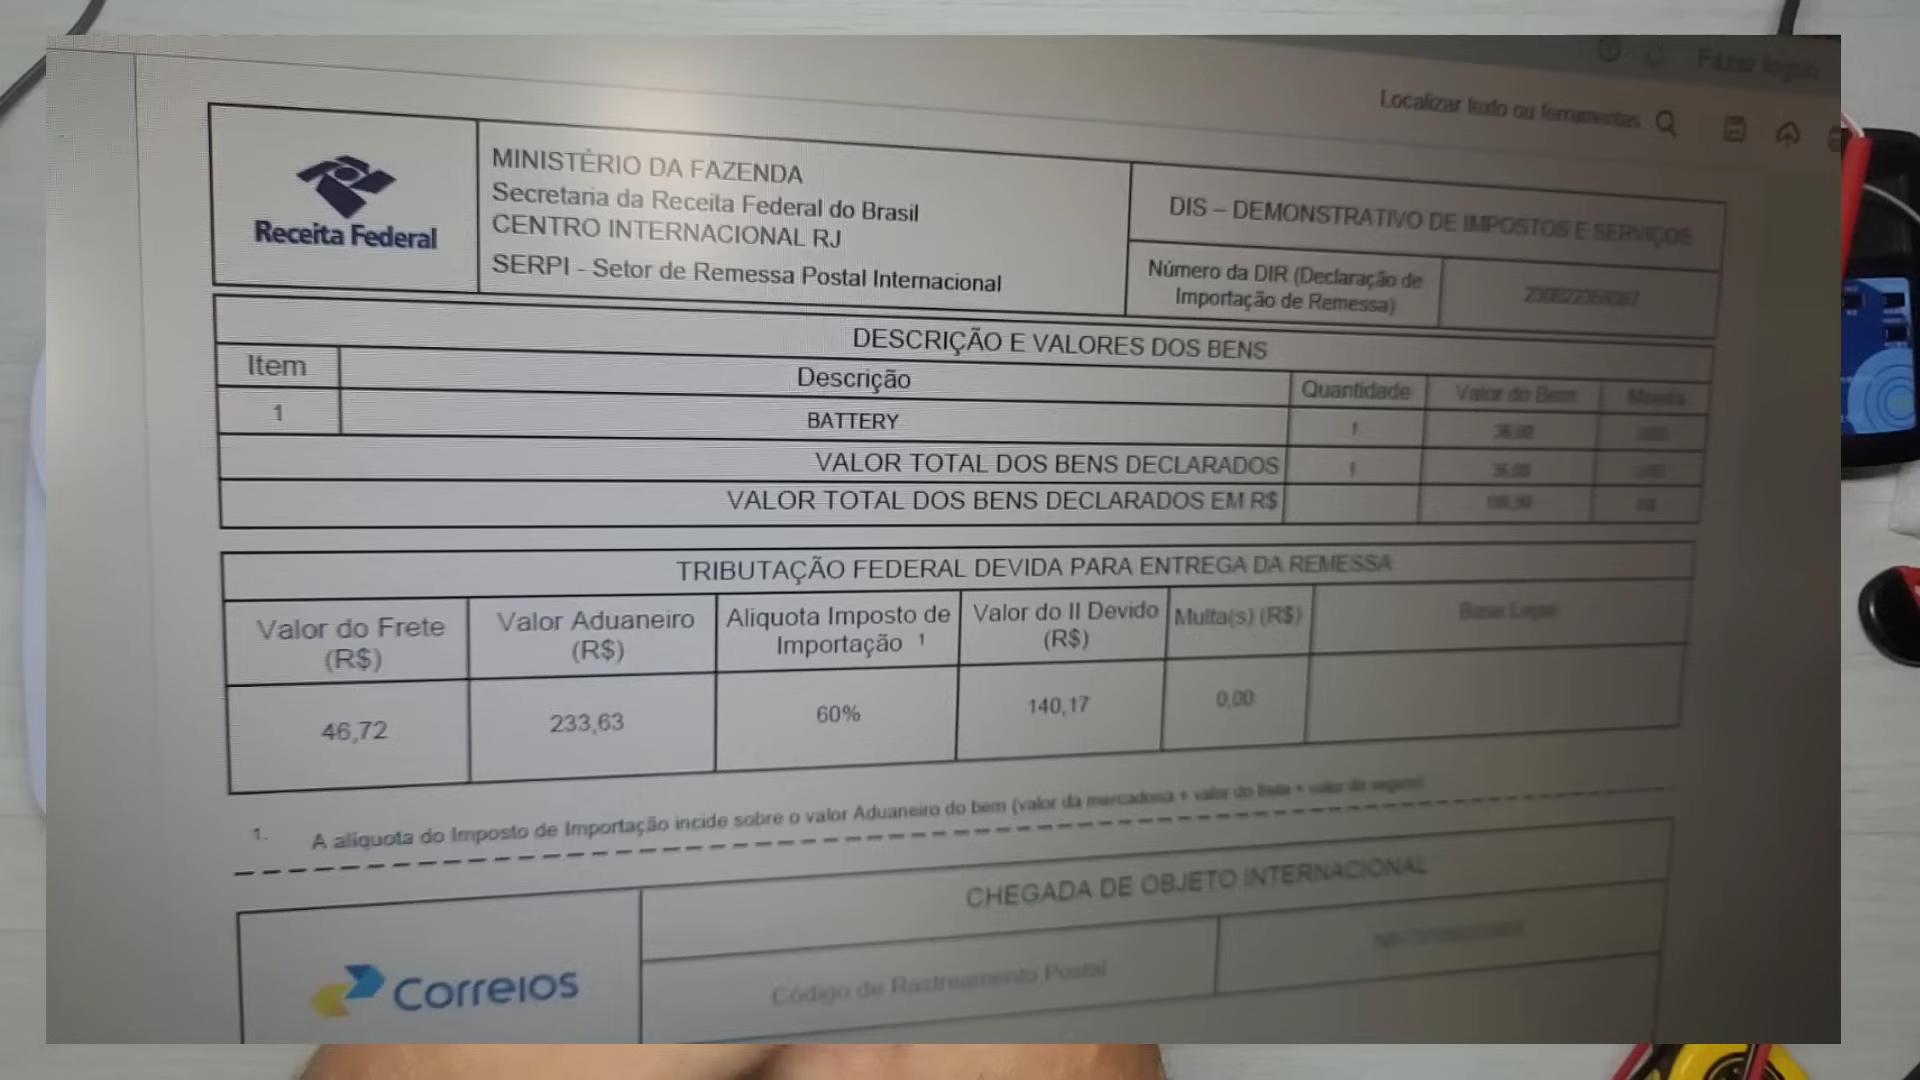 Localizar texto ou ferramentas
Receita Federal
MINISTÉRIO DA FAZENDA
Secretaria da Receita Federal do Brasil
CENTRO INTERNACIONAL RJ
SERPI - Setor de Remessa Postal Internacional
DIS – DEMONSTRATIVO DE IMPOSTOS E SERVIÇOS
Número da DIR (Declaração de
Importação de Remessa)
DESCRIÇÃO E VALORES DOS BENS
Item
Descrição
Quantidade
Valor do Bem
1
BATTERY
1
VALOR TOTAL DOS BENS DECLARADOS
1
VALOR TOTAL DOS BENS DECLARADOS EM R$
TRIBUTAÇÃO FEDERAL DEVIDA PARA ENTREGA DA REMESSA
Valor do Frete
(R$)
Valor Aduaneiro
(R$)
Aliquota Imposto de
Importação 1
Valor do II Devido
(R$)
Multa(s) (R$)
Base Legal
46,72
233,63
60%
140,17
0,00
1. A alíquota do Imposto de Importação incide sobre o valor Aduaneiro do bem (valor da mercadoria + valor do frete + valor do seguro)
Correios
CHEGADA DE OBJETO INTERNACIONAL
Código de Rastreamento Postal